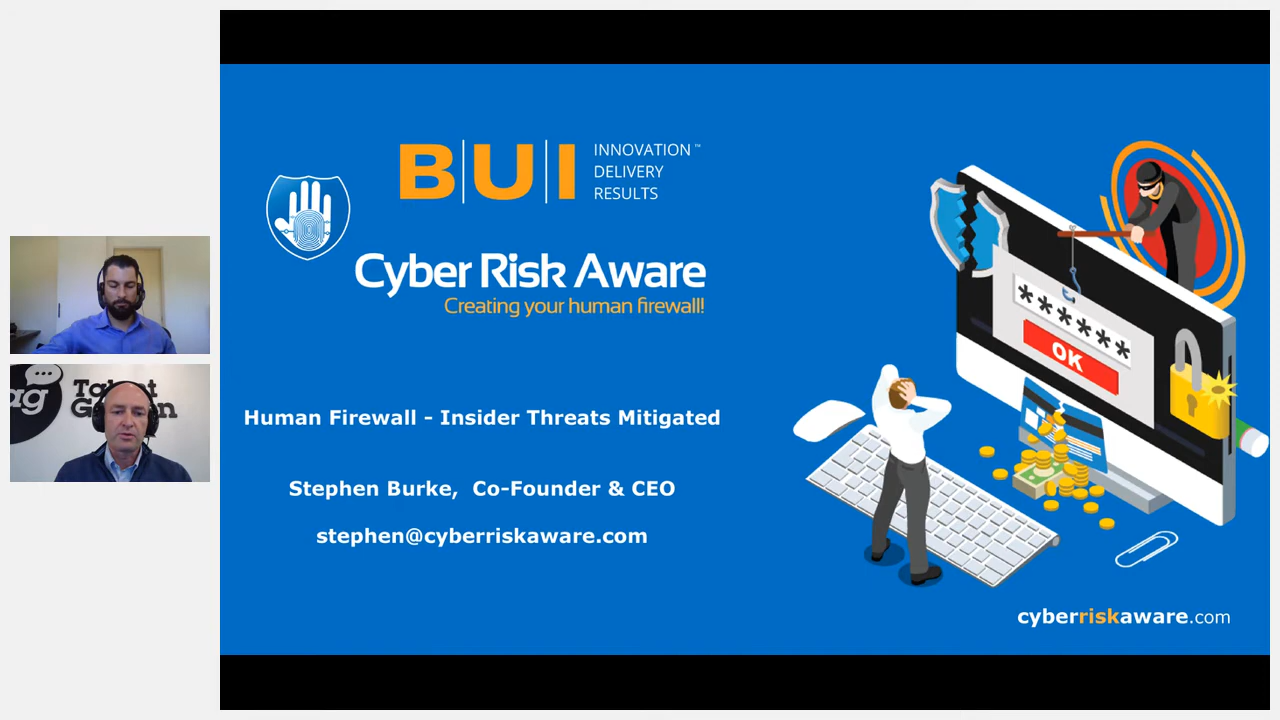 B|U|I
INNOVATION™
DELIVERY
RESULTS
Cyber Risk Aware
Creating your human firewall!
Human Firewall - Insider Threats Mitigated
Stephen Burke, Co-Founder & CEO
stephen@cyberriskaware.com
******
OK
cyberriskaware.com
ag